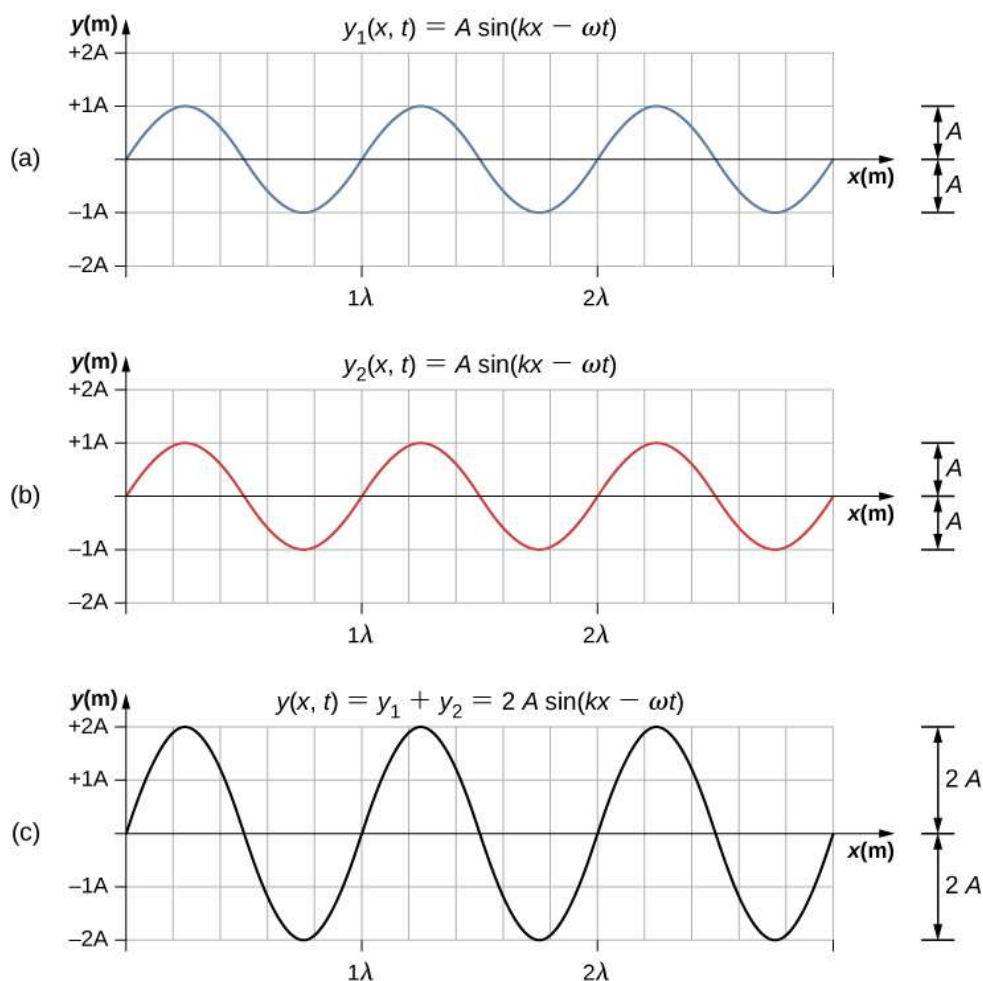 y(m)
y₁(x, t) = A sin(kx − ωt)
+2A
+1A
(a)
x(m)
–1A
–2A
1λ
2λ
A
A
y(m)
y₂(x, t) = A sin(kx − ωt)
+2A
+1A
(b)
x(m)
–1A
–2A
1λ
2λ
A
A
y(m)
y(x, t) = y₁ + y₂ = 2 A sin(kx − ωt)
+2A
+1A
(c)
x(m)
–1A
–2A
1λ
2λ
2 A
2 A